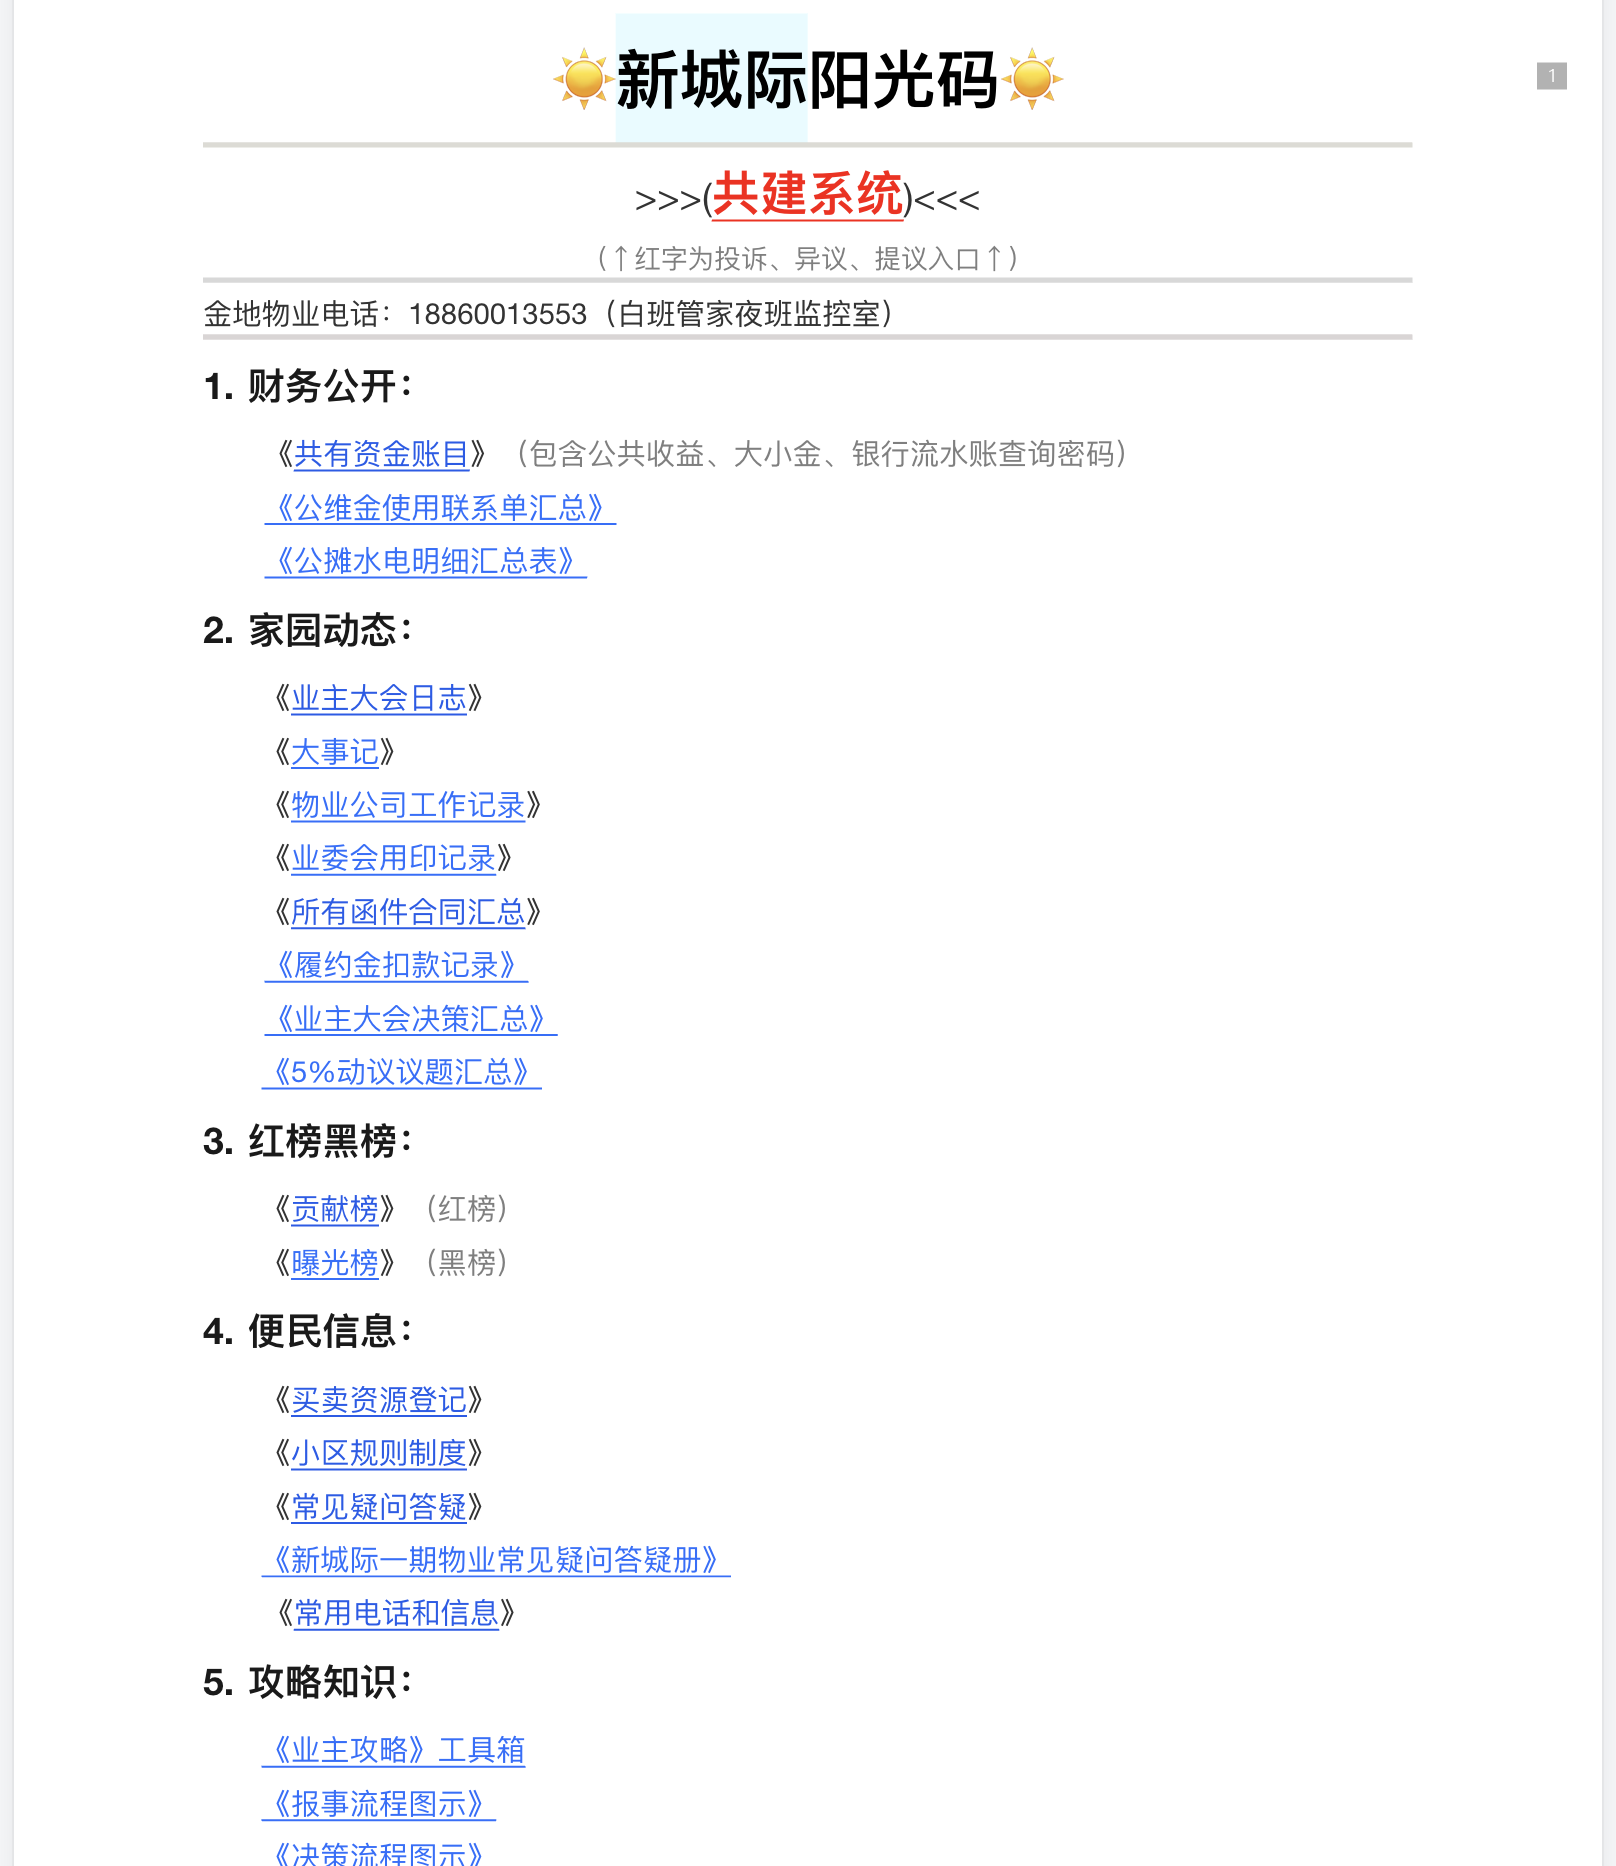 ☀️新城际阳光码☀️
1
>>>(共建系统)<<<
（↑红字为投诉、异议、提议入口↑）
金地物业电话：18860013553（白班管家夜班监控室）
1. 财务公开：
《共有资金账目》（包含公共收益、大小金、银行流水账查询密码）
《公维金使用联系单汇总》
《公摊水电明细汇总表》
2. 家园动态：
《业主大会日志》
《大事记》
《物业公司工作记录》
《业委会用印记录》
《所有函件合同汇总》
《履约金扣款记录》
《业主大会决策汇总》
《5%动议议题汇总》
3. 红榜黑榜：
《贡献榜》（红榜）
《曝光榜》（黑榜）
4. 便民信息：
《买卖资源登记》
《小区规则制度》
《常见疑问答疑》
《新城际一期物业常见疑问答疑册》
《常用电话和信息》
5. 攻略知识：
《业主攻略》工具箱
《报事流程图示》
《决策流程图示》